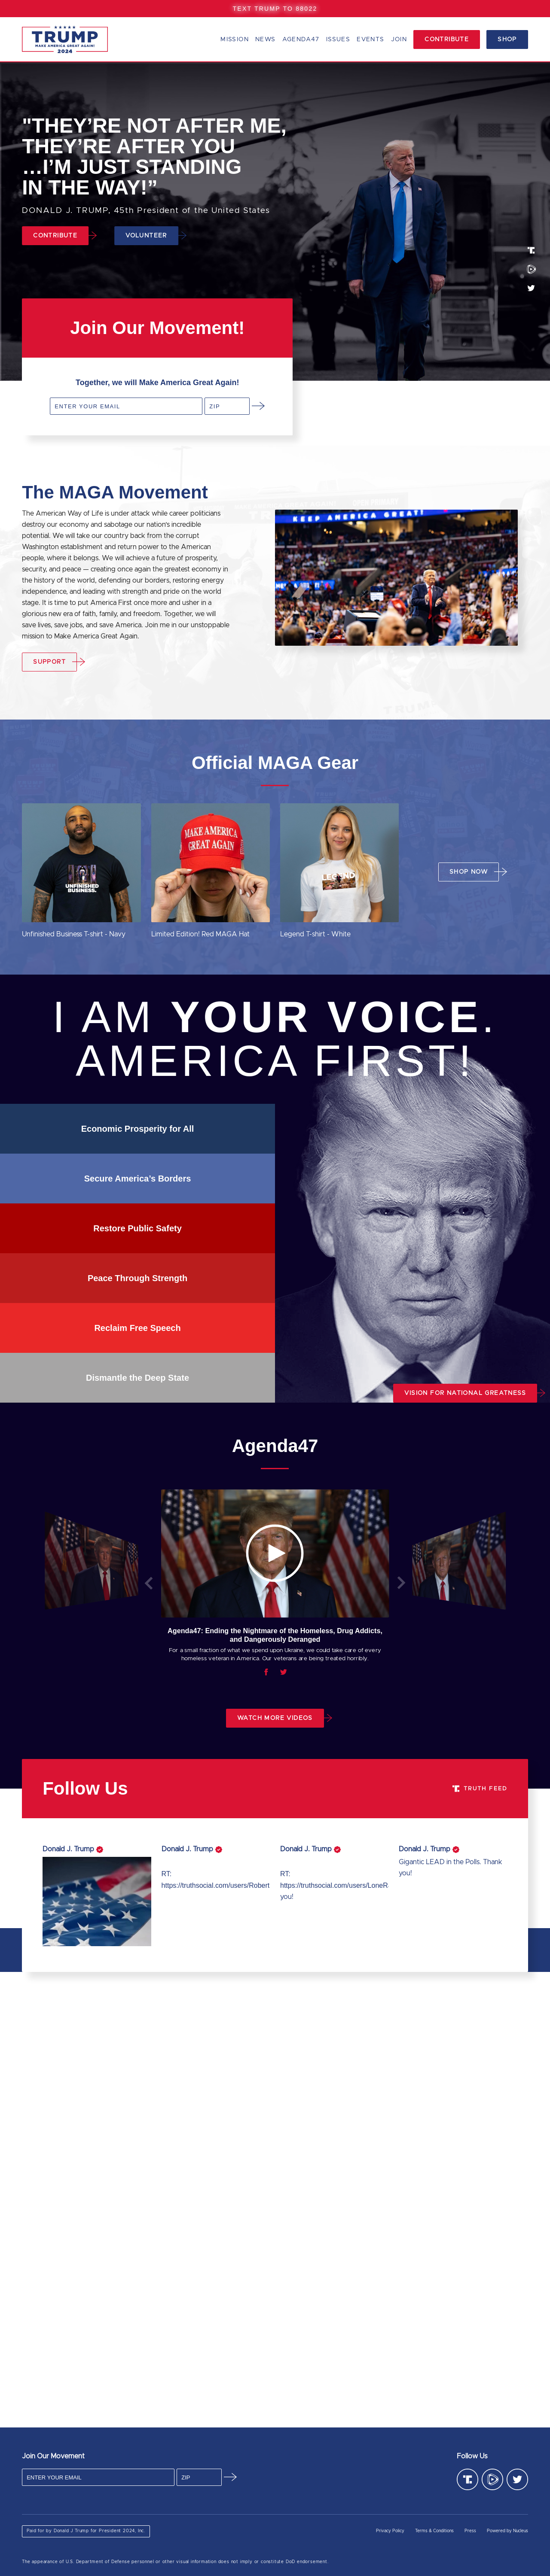 TEXT TRUMP TO 88022
TRUMP
MAKE AMERICA GREAT AGAIN!
2024
MISSION NEWS AGENDA47 ISSUES EVENTS JOIN CONTRIBUTE SHOP
"THEY’RE NOT AFTER ME,
THEY’RE AFTER YOU
…I’M JUST STANDING
IN THE WAY!”
DONALD J. TRUMP, 45th President of the United States
CONTRIBUTE VOLUNTEER
Join Our Movement!
Together, we will Make America Great Again!
ENTER YOUR EMAIL ZIP
The MAGA Movement
The American Way of Life is under attack while career politicians
destroy our economy and sabotage our nation's incredible
potential. We will take our country back from the corrupt
Washington establishment and return power to the American
people, where it belongs. We will achieve a future of prosperity,
security, and peace — creating once again the greatest economy in
the history of the world, defending our borders, restoring energy
independence, and leading with strength and pride on the world
stage. It is time to put America First once more and usher in a
glorious new era of faith, family, and freedom. Together, we will
save lives, save jobs, and save America. Join me in our unstoppable
mission to Make America Great Again.
KEEP AMERICA GREAT!
SUPPORT
Official MAGA Gear
UNFINISHED
BUSINESS.
MAKE AMERICA
GREAT AGAIN
LEGEND
SHOP NOW
Unfinished Business T-shirt - Navy
Limited Edition! Red MAGA Hat
Legend T-shirt - White
I AM YOUR VOICE.
AMERICA FIRST!
Economic Prosperity for All
Secure America’s Borders
Restore Public Safety
Peace Through Strength
Reclaim Free Speech
Dismantle the Deep State
VISION FOR NATIONAL GREATNESS
Agenda47
Agenda47: Ending the Nightmare of the Homeless, Drug Addicts,
and Dangerously Deranged
For a small fraction of what we spend upon Ukraine, we could take care of every
homeless veteran in America. Our veterans are being treated horribly.
WATCH MORE VIDEOS
Follow Us
TRUTH FEED
Donald J. Trump
Donald J. Trump
RT:
https://truthsocial.com/users/Robert
Donald J. Trump
RT:
https://truthsocial.com/users/LoneR
you!
Donald J. Trump
Gigantic LEAD in the Polls. Thank
you!
Join Our Movement
ENTER YOUR EMAIL ZIP
Follow Us
Paid for by Donald J Trump for President 2024, Inc.
Privacy Policy Terms & Conditions Press Powered by Nucleus
The appearance of U.S. Department of Defense personnel or other visual information does not imply or constitute DoD endorsement